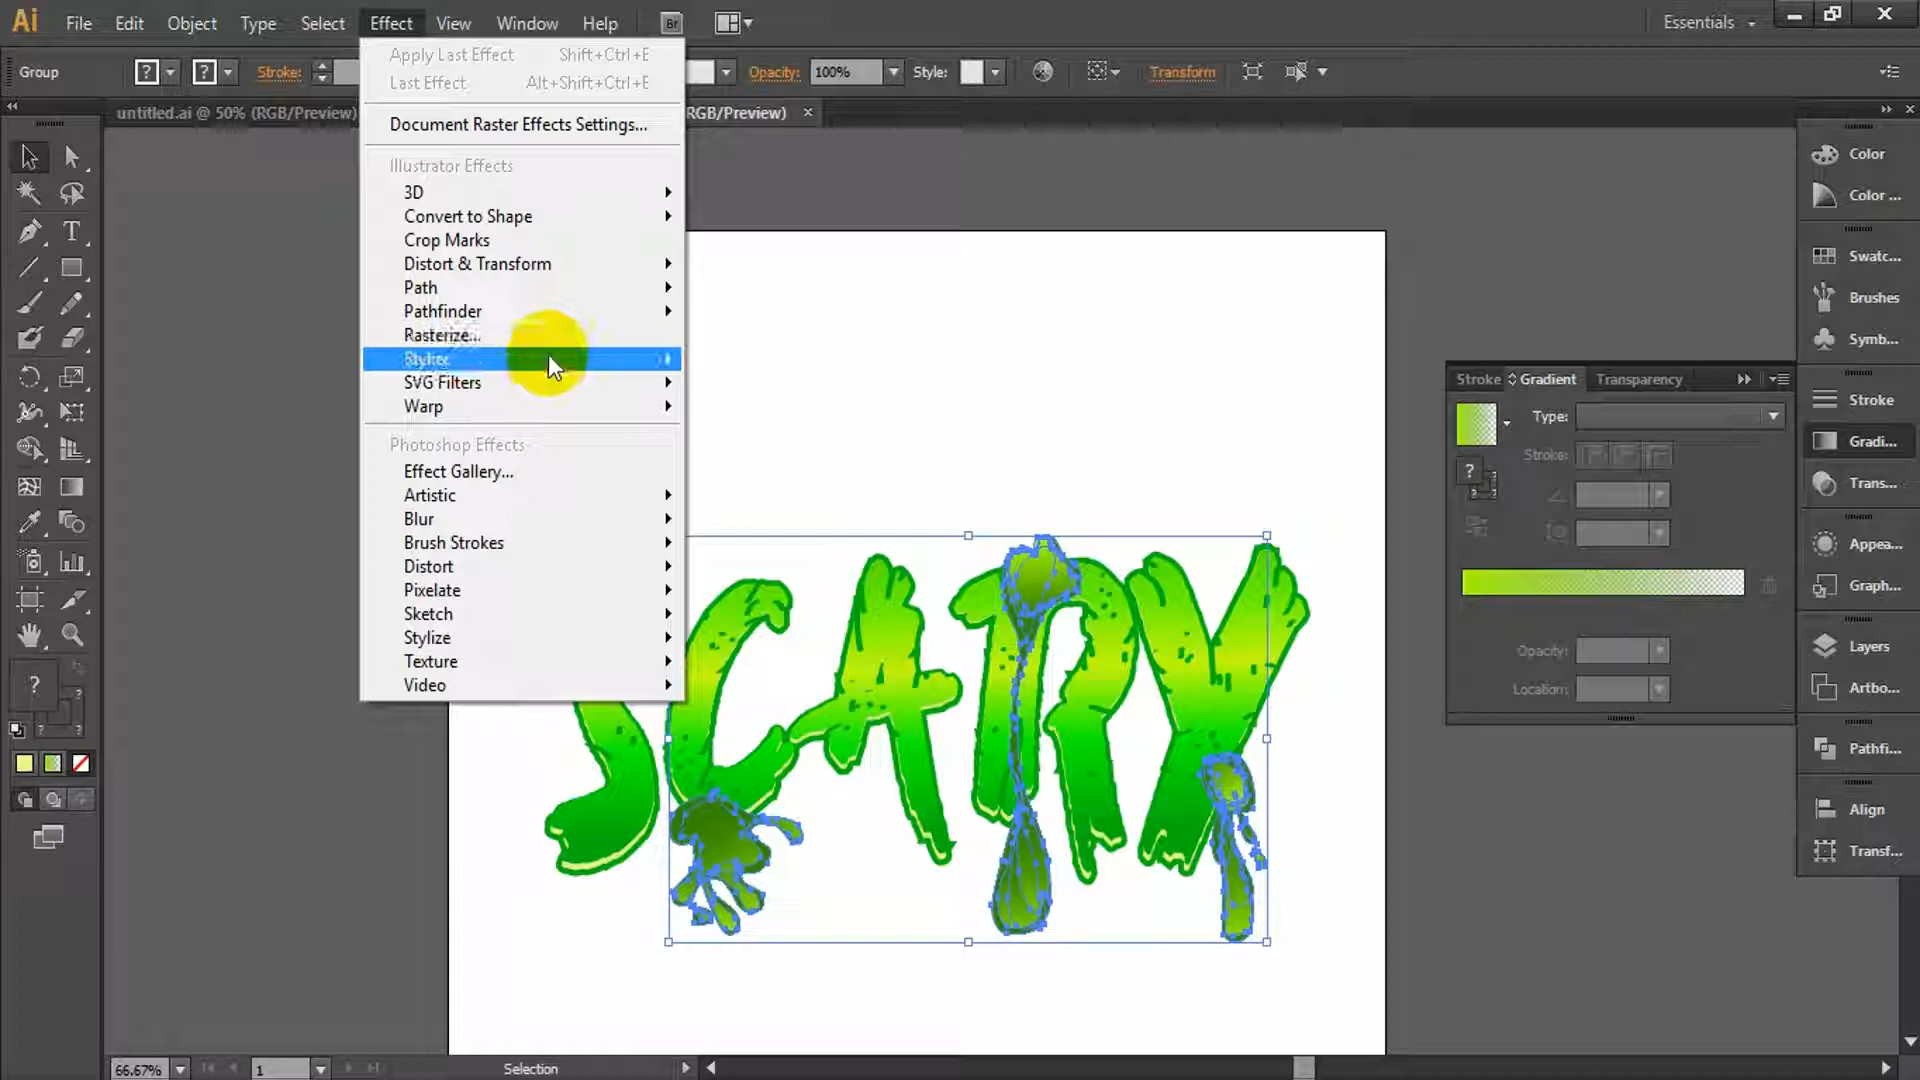 Ai File Edit Object Type Select Effect View Window Help Br Essentials
Group ? ? Stroke: Opacity: 100% Style: Transform
untitled.ai @ 50% (RGB/Preview) RGB/Preview) ×
Apply Last Effect Shift+Ctrl+E
Last Effect Alt+Shift+Ctrl+E
Document Raster Effects Settings...
Illustrator Effects
3D
Convert to Shape
Crop Marks
Distort & Transform
Path
Pathfinder
Rasterize...
Stylize
SVG Filters
Warp
Photoshop Effects
Effect Gallery...
Artistic
Blur
Brush Strokes
Distort
Pixelate
Sketch
Stylize
Texture
Video
SCARY
Stroke Gradient Transparency
Type:
Stroke:
?
Opacity:
Location:
Color
Color ...
Swatc...
Brushes
Symb...
Stroke
Gradi...
Trans...
Appea...
Graph...
Layers
Artbo...
Pathfi...
Align
Transf...
T
?
?
? ?
66.67% 1 Selection